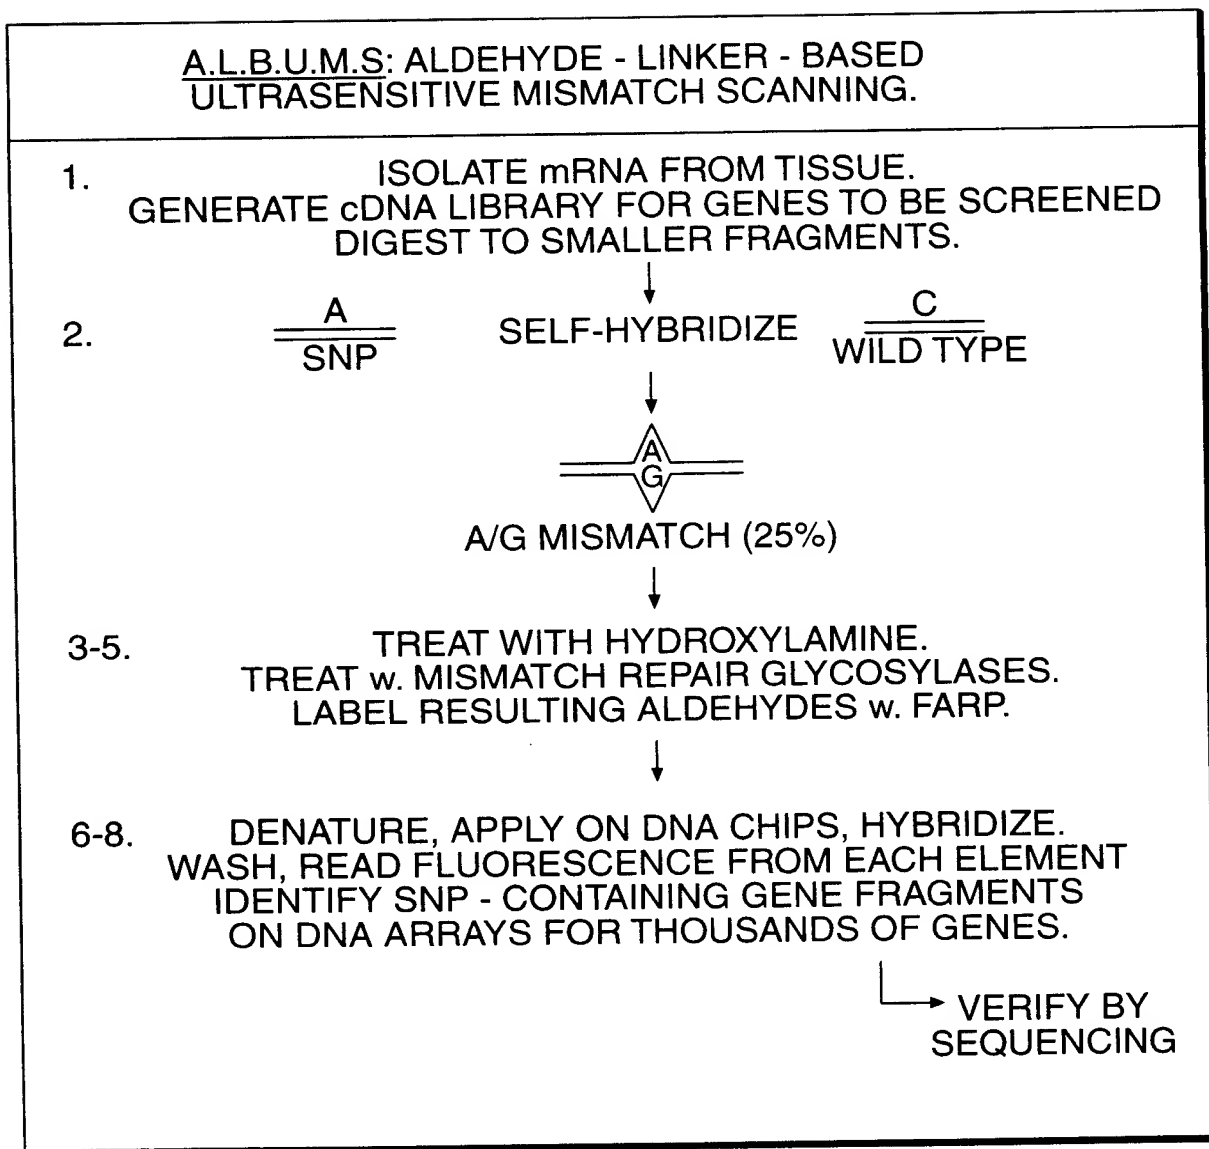 A.L.B.U.M.S: ALDEHYDE - LINKER - BASED
ULTRASENSITIVE MISMATCH SCANNING.
1. ISOLATE mRNA FROM TISSUE.
GENERATE cDNA LIBRARY FOR GENES TO BE SCREENED
DIGEST TO SMALLER FRAGMENTS.
2. A SELF-HYBRIDIZE C
SNP WILD TYPE
A
G
A/G MISMATCH (25%)
3-5. TREAT WITH HYDROXYLAMINE.
TREAT w. MISMATCH REPAIR GLYCOSYLASES.
LABEL RESULTING ALDEHYDES w. FARP.
6-8. DENATURE, APPLY ON DNA CHIPS, HYBRIDIZE.
WASH, READ FLUORESCENCE FROM EACH ELEMENT
IDENTIFY SNP - CONTAINING GENE FRAGMENTS
ON DNA ARRAYS FOR THOUSANDS OF GENES.
VERIFY BY
SEQUENCING